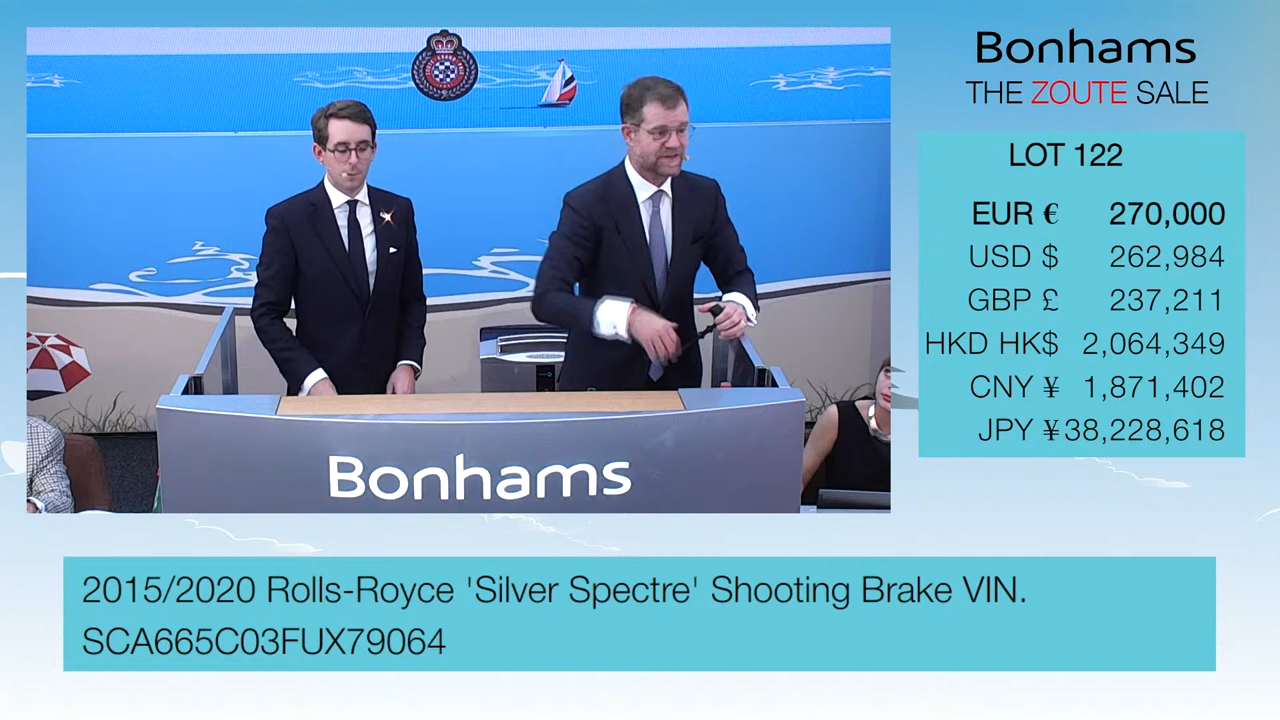 Bonhams
THE ZOUTE SALE
LOT 122
EUR € 270,000
USD $ 262,984
GBP £ 237,211
HKD HK$ 2,064,349
CNY ¥ 1,871,402
JPY ¥38,228,618
Bonhams
2015/2020 Rolls-Royce 'Silver Spectre' Shooting Brake VIN.
SCA665C03FUX79064